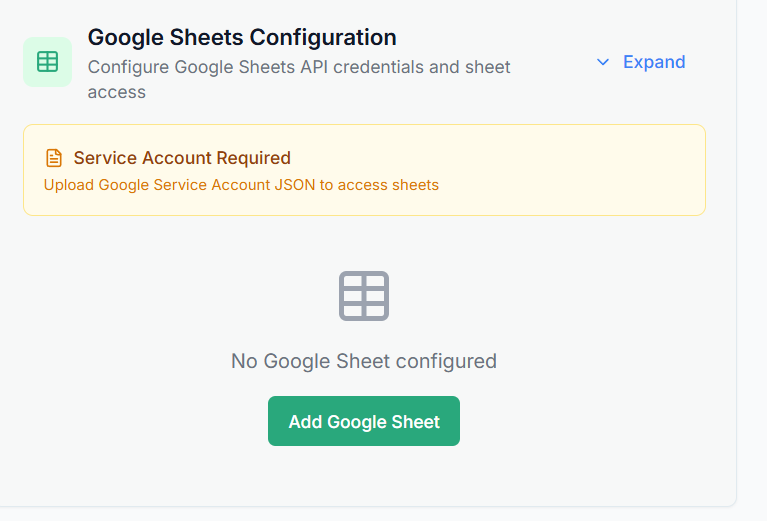 Google Sheets Configuration
Configure Google Sheets API credentials and sheet
access
Expand
Service Account Required
Upload Google Service Account JSON to access sheets
No Google Sheet configured
Add Google Sheet